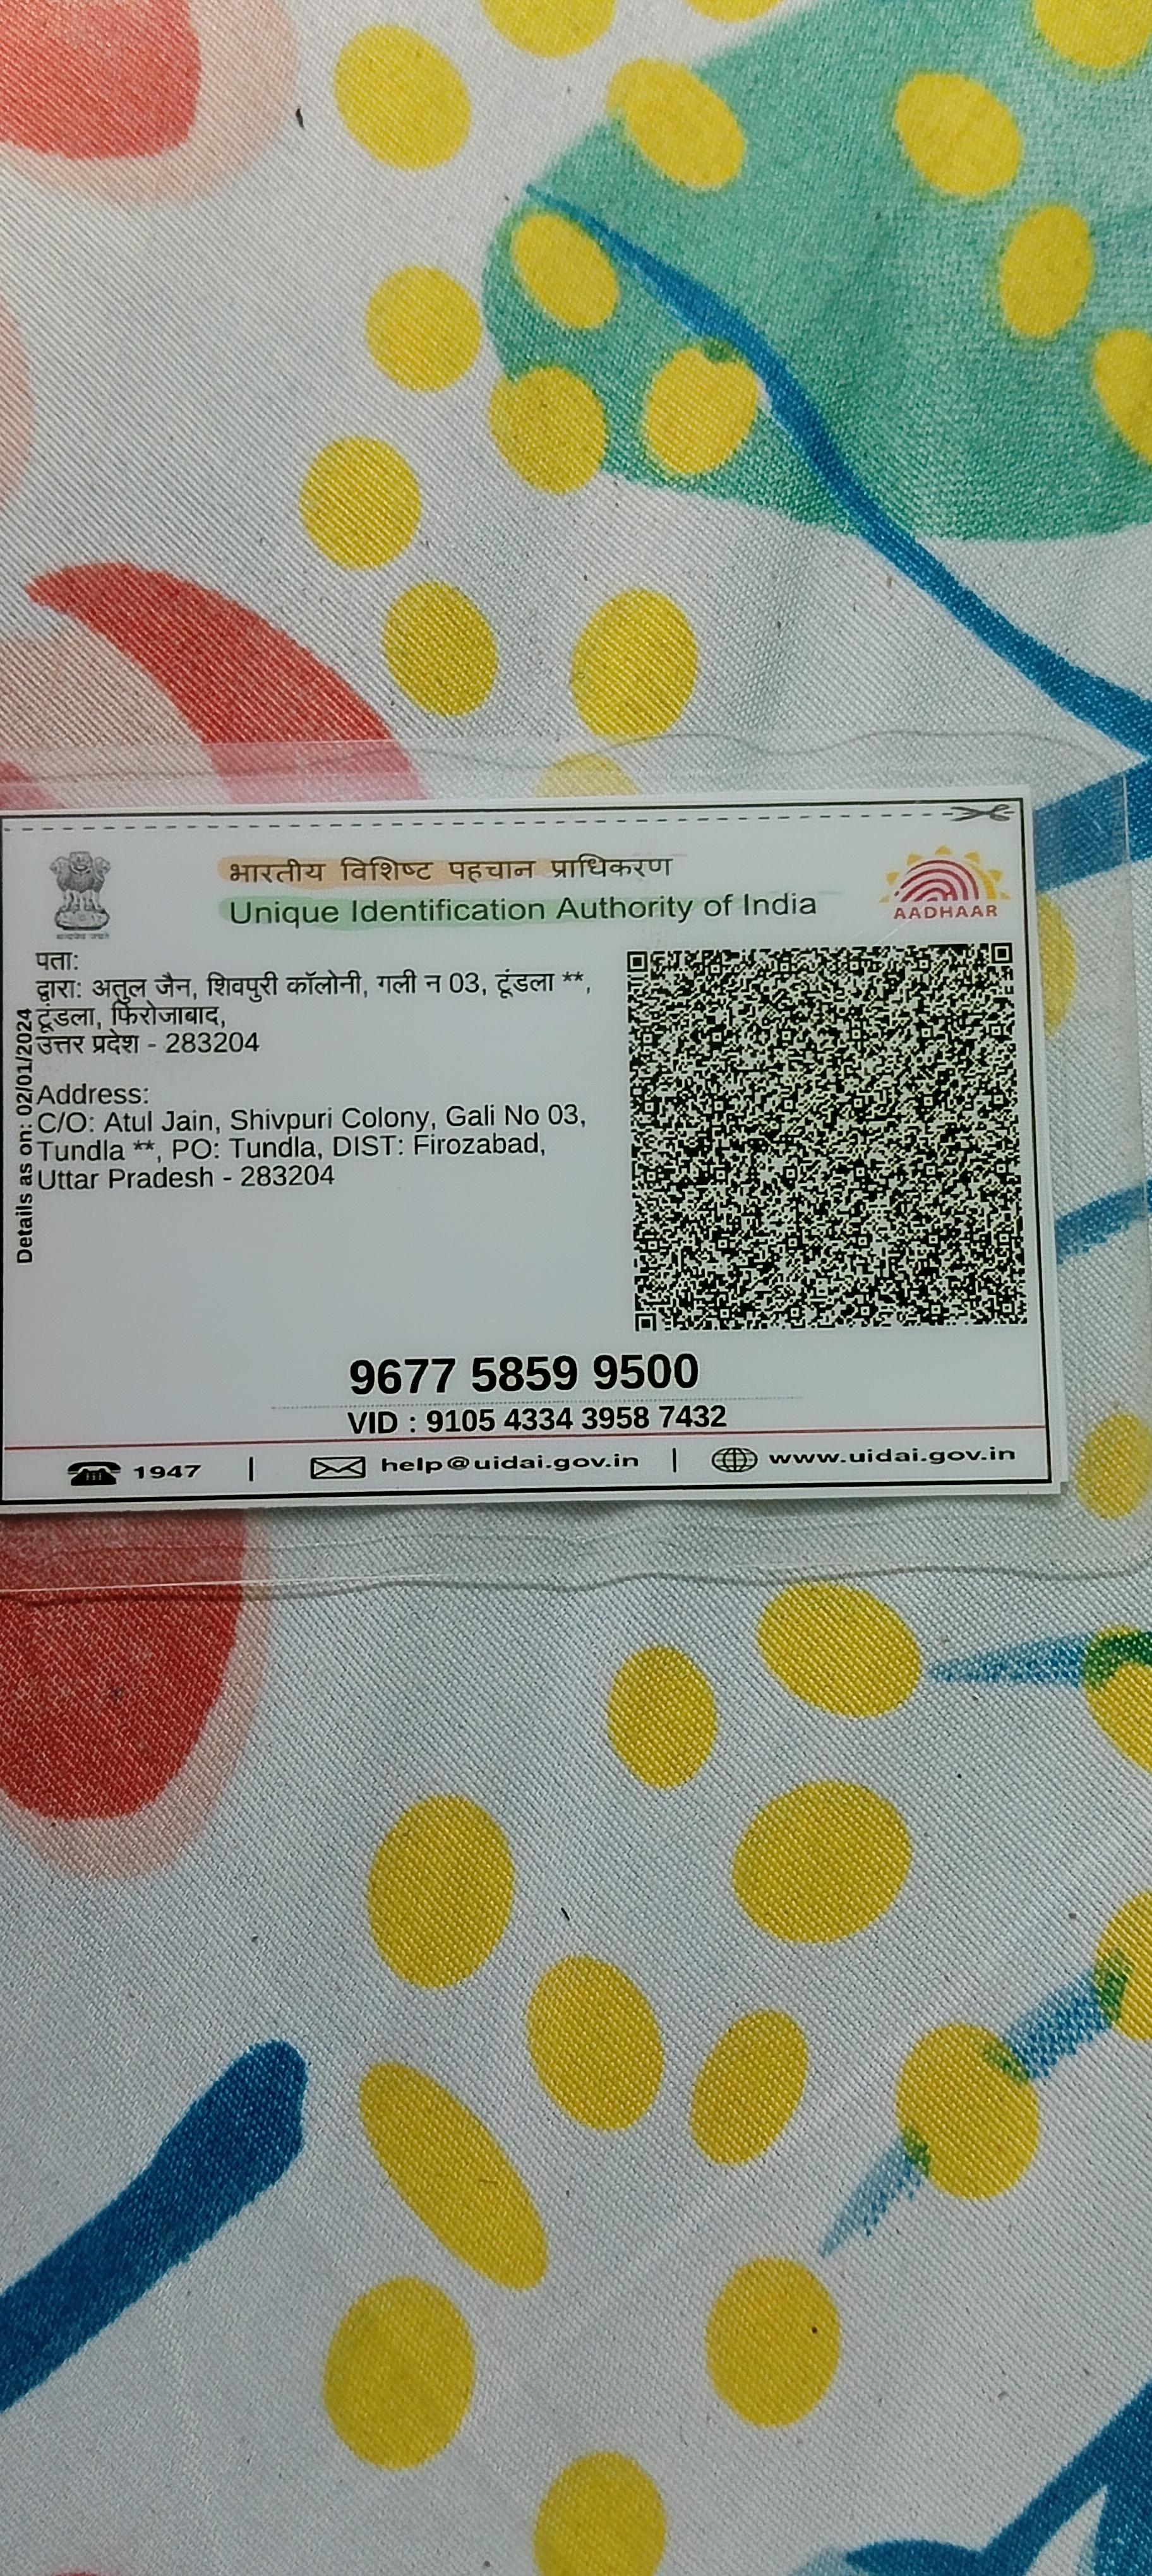 भारतीय विशिष्ट पहचान प्राधिकरण
Unique Identification Authority of India
AADHAAR
सत्यमेव जयते
पता:
द्वारा: अतुल जैन, शिवपुरी कॉलोनी, गली न 03, टूंडला **,
टूंडला, फिरोजाबाद,
उत्तर प्रदेश - 283204
Address:
C/O: Atul Jain, Shivpuri Colony, Gali No 03,
Tundla **, PO: Tundla, DIST: Firozabad,
Uttar Pradesh - 283204
Details as on: 02/01/2024
9677 5859 9500
VID : 9105 4334 3958 7432
1947 | help@uidai.gov.in | www.uidai.gov.in